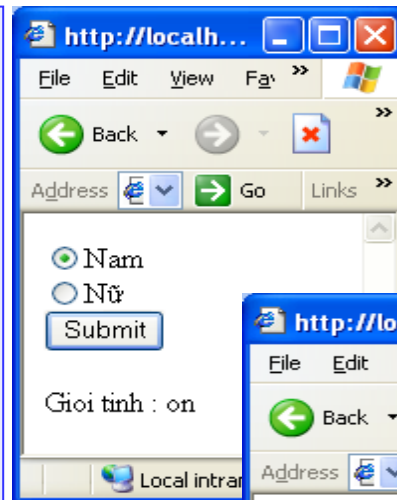 http://localh...
File Edit View Fa »
Back »
Address Go Links »
Nam
Nữ
Submit
Gioi tinh : on
Local intra
http://lo
File Edit
Back
Address